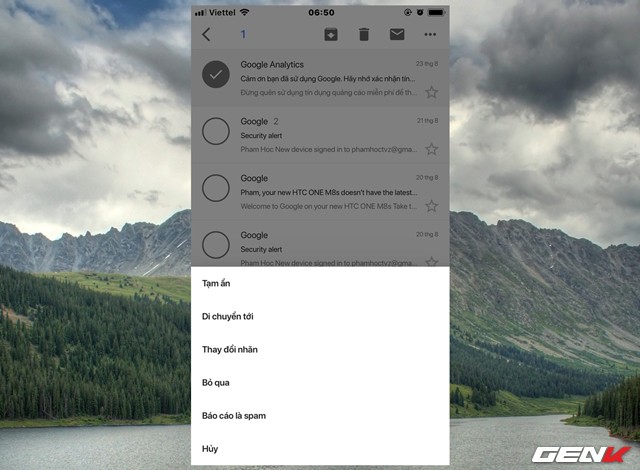 Viettel
06:50
1
Google Analytics
23 thg 8
Cảm ơn bạn đã sử dụng Google. Hãy nhớ xác nhận tín...
Đừng quên sử dụng tín dụng quảng cáo miễn phí để th...
Google 2
21 thg 8
Security alert
Pham Hoc New device signed in to phamhoctvz@gma...
Google
20 thg 8
Pham, your new HTC ONE M8s doesn't have the latest...
Welcome to Google on your new HTC ONE M8s Take t...
Google
20 thg 8
Security alert
Pham Hoc New device signed in to phamhoctvz@gma...
Tạm ẩn
Di chuyển tới
Thay đổi nhãn
Bỏ qua
Báo cáo là spam
Hủy
GENK